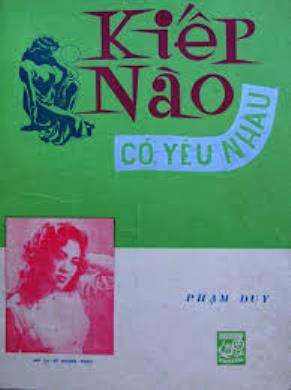 KiếP
Nào
CÓ YÊU NHAU
PHẠM DUY